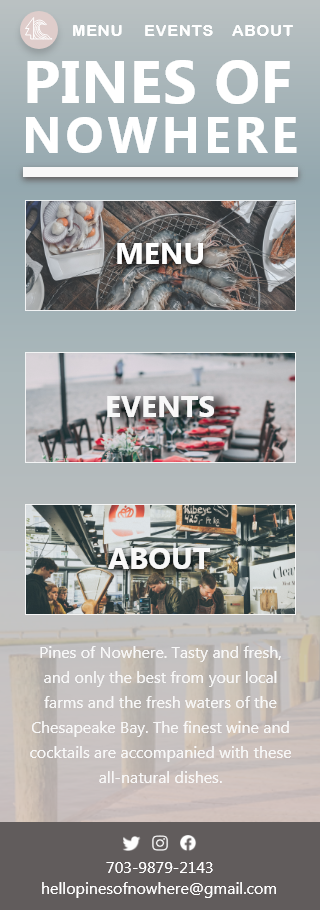 MENU EVENTS ABOUT
PINES OF
NOWHERE
MENU
EVENTS
Ribeye
ABOUT
Pines of Nowhere. Tasty and fresh,
and only the best from your local
farms and the fresh waters of the
Chesapeake Bay. The finest wine and
cocktails are accompanied with these
all-natural dishes.
703-9879-2143
hellopinesofnowhere@gmail.com